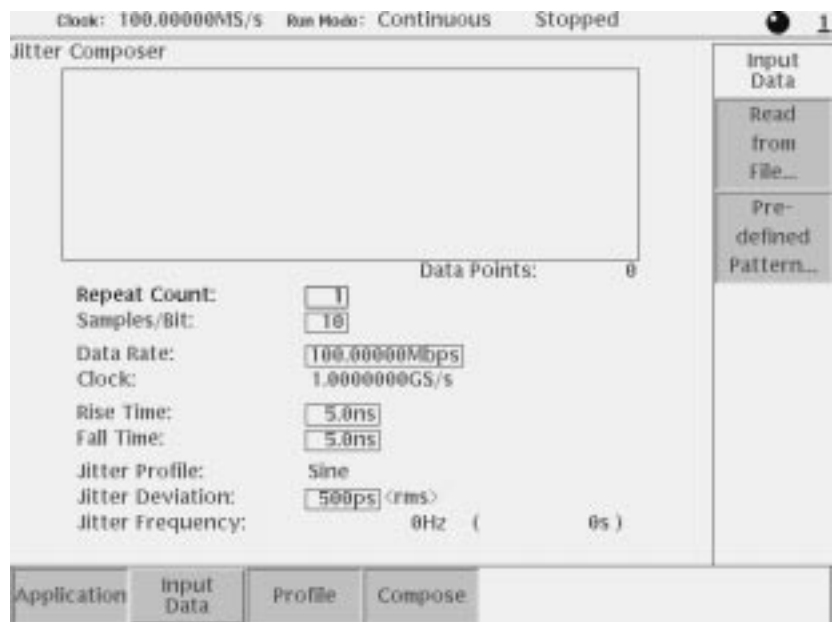 Clock: 100.00000MS/s Run Mode: Continuous Stopped 1
Jitter Composer
Data Points: 0
Repeat Count: 1
Samples/Bit: 10
Data Rate: 100.00000Mbps
Clock: 1.0000000GS/s
Rise Time: 5.0ns
Fall Time: 5.0ns
Jitter Profile: Sine
Jitter Deviation: 500ps <rms>
Jitter Frequency: 0Hz ( 0s )
Input
Data
Read
from
File...
Pre-
defined
Pattern...
Application
Input
Data
Profile
Compose